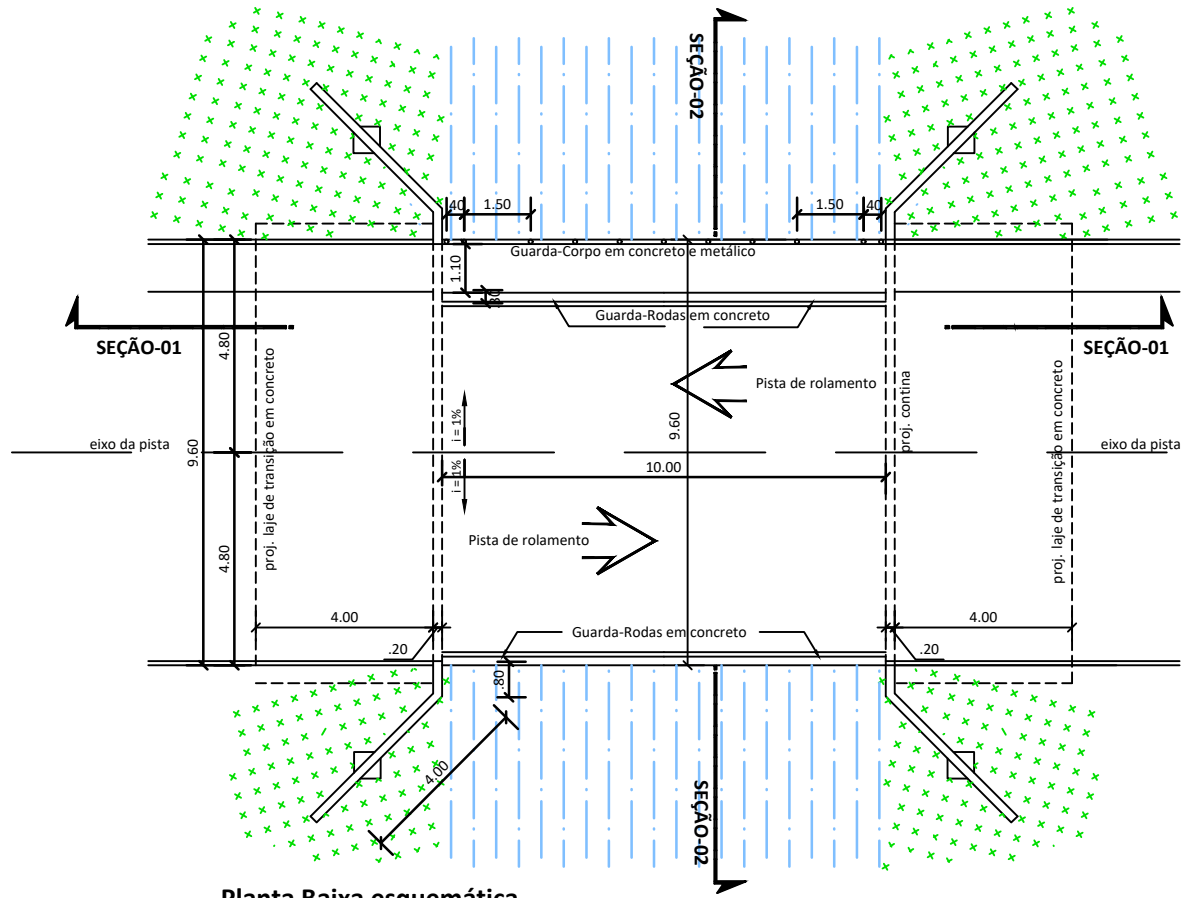 SEÇÃO-02
.40
1.50
1.50
.40
Guarda-Corpo em concreto e metálico
1.10
.30
Guarda-Rodas em concreto
SEÇÃO-01
SEÇÃO-01
4.80
proj. laje de transição em concreto
Pista de rolamento
proj. contina
proj. laje de transição em concreto
i = 1%
9.60
eixo da pista
eixo da pista
9.60
10.00
i = 1%
Pista de rolamento
4.80
4.00
4.00
Guarda-Rodas em concreto
.20
.20
.80
4.00
SEÇÃO-02
Planta Baixa esquemática